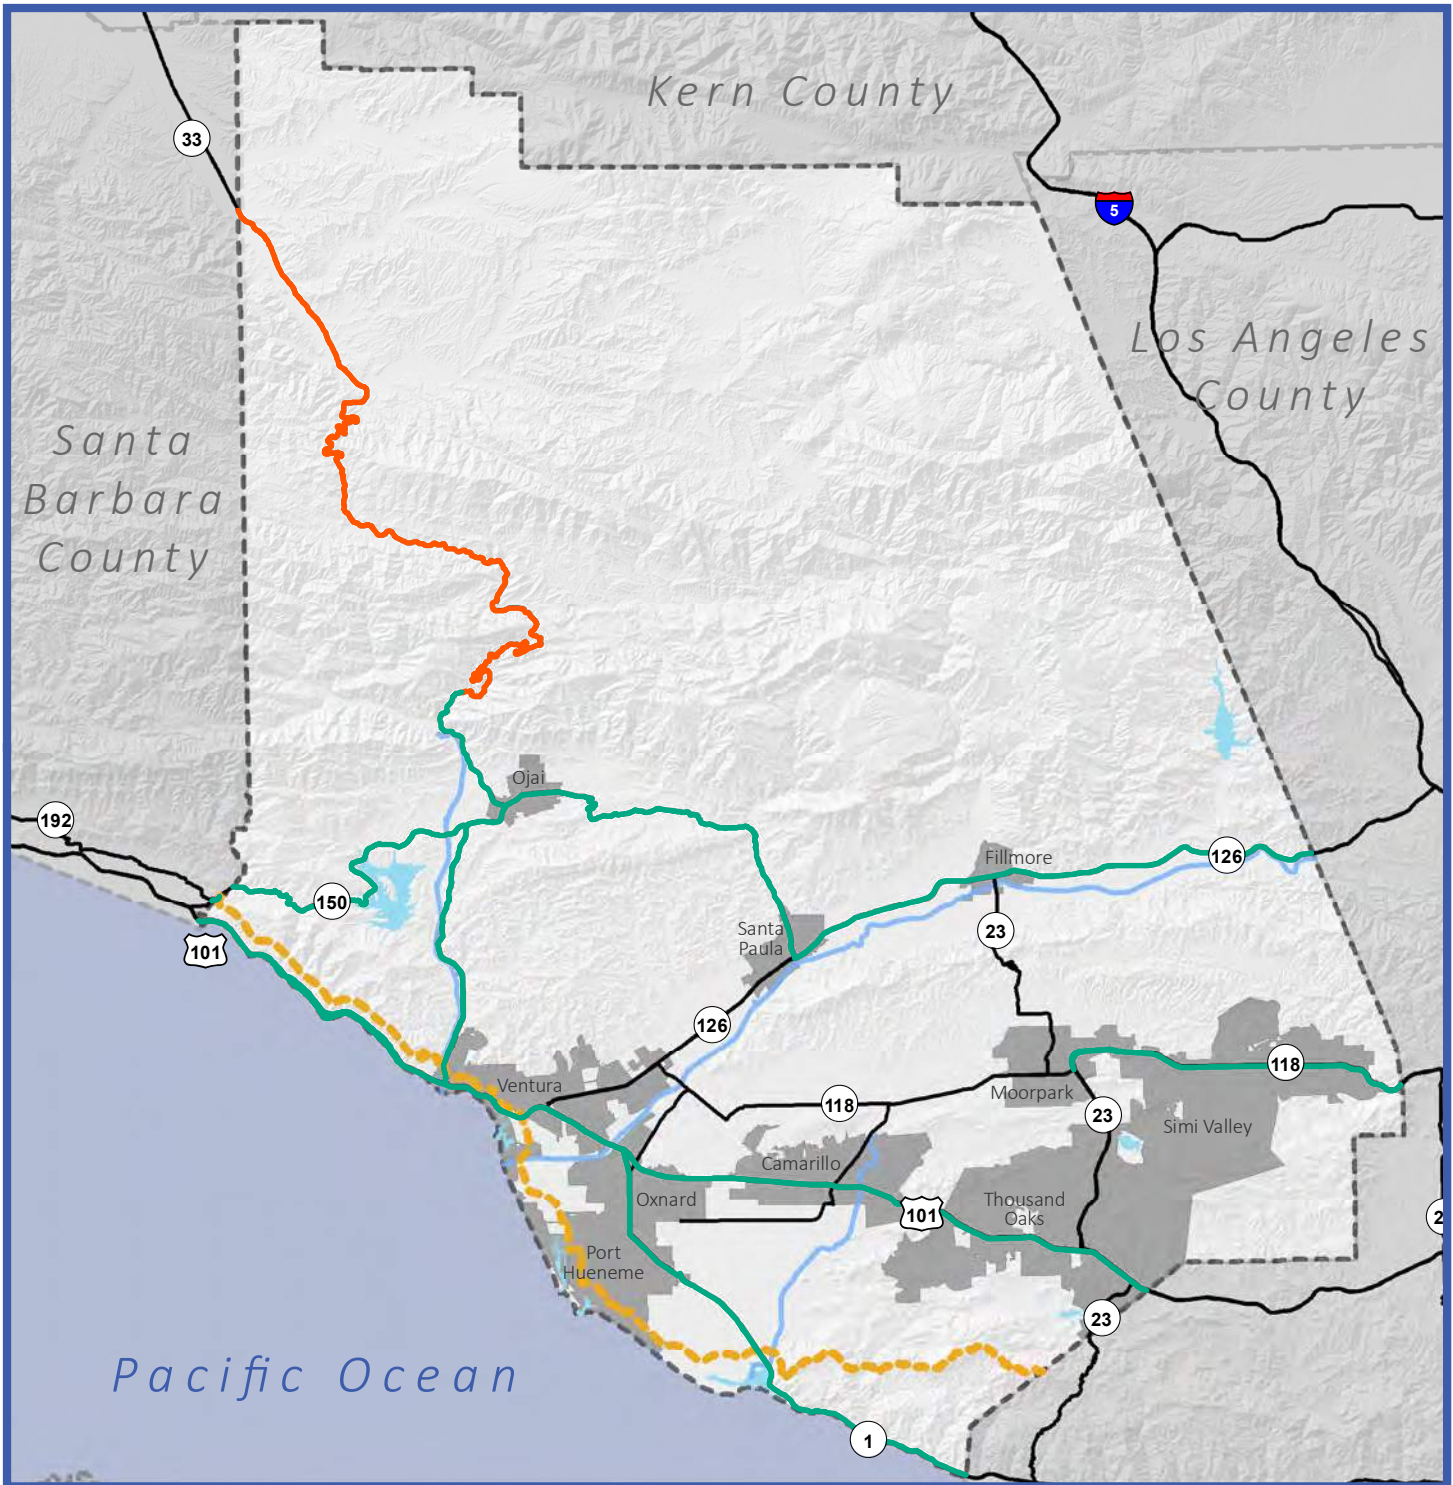 Kern County
33
5
Los Angeles
County
Santa
Barbara
County
Ojai
192
Fillmore
126
150
23
Santa
Paula
101
126
118
Ventura
Moorpark
118
23
Simi Valley
Camarillo
Oxnard
Thousand
Oaks
101
Port
Hueneme
23
Pacific Ocean
1